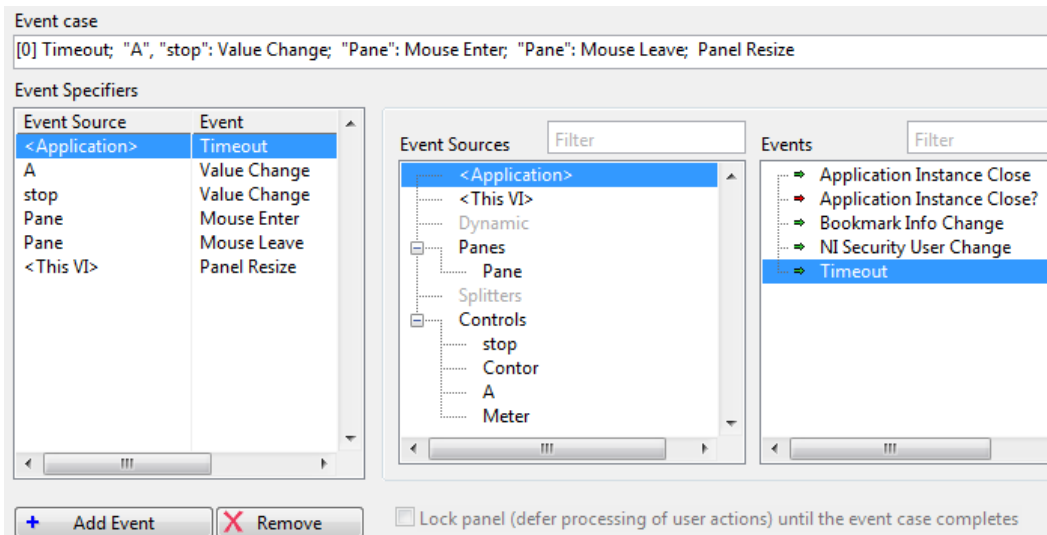 Event case
[0] Timeout; "A", "stop": Value Change; "Pane": Mouse Enter; "Pane": Mouse Leave; Panel Resize
Event Specifiers
Event Source Event
<Application> Timeout
A Value Change
stop Value Change
Pane Mouse Enter
Pane Mouse Leave
<This VI> Panel Resize
Event Sources Filter
<Application>
<This VI>
Dynamic
Panes
Pane
Splitters
Controls
stop
Contor
A
Meter
Events Filter
Application Instance Close
Application Instance Close?
Bookmark Info Change
NI Security User Change
Timeout
Add Event Remove
Lock panel (defer processing of user actions) until the event case completes